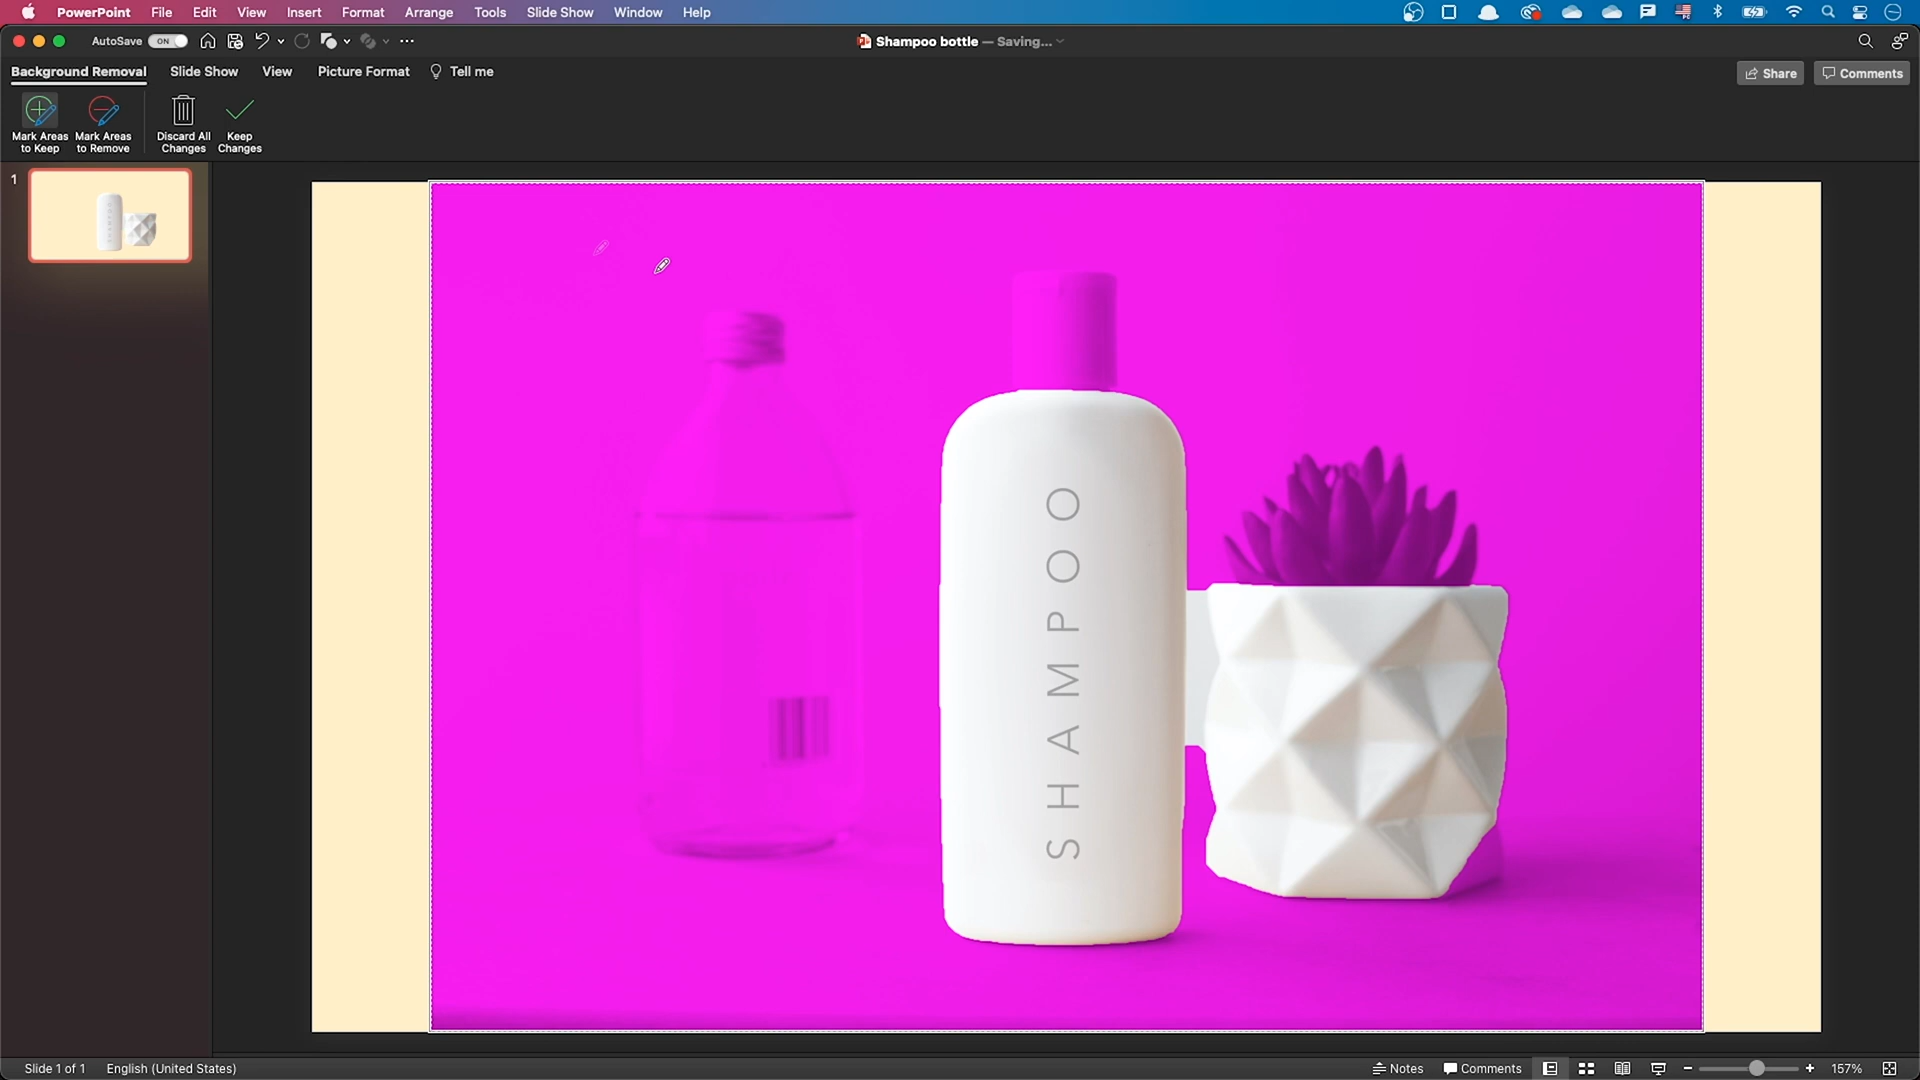 PowerPoint File Edit View Insert Format Arrange Tools Slide Show Window Help
AutoSave ON Shampoo bottle — Saving...
Background Removal Slide Show View Picture Format Tell me Share Comments
Mark Areas to Keep
Mark Areas to Remove
Discard All Changes
Keep Changes
1
SHAMPOO
Slide 1 of 1 English (United States) Notes Comments 157%